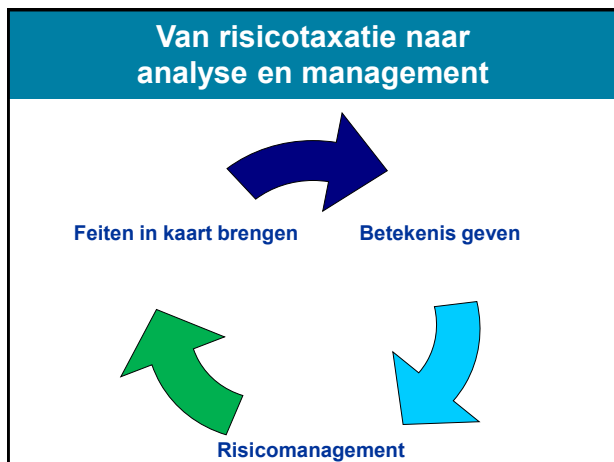 Van risicotaxatie naar
analyse en management
Feiten in kaart brengen
Betekenis geven
Risicomanagement